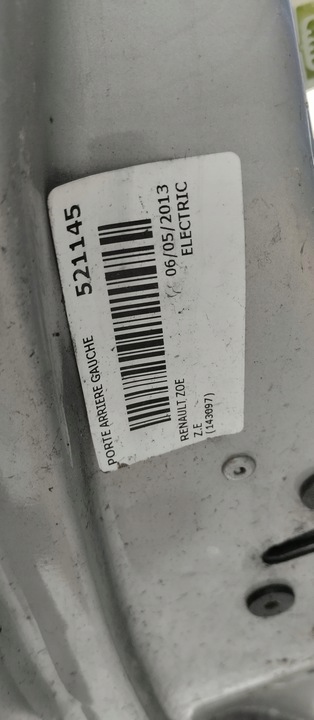 PORTE ARRIERE GAUCHE 521145
06/05/2013
RENAULT ZOE ELECTRIC
Z.E
(143097)